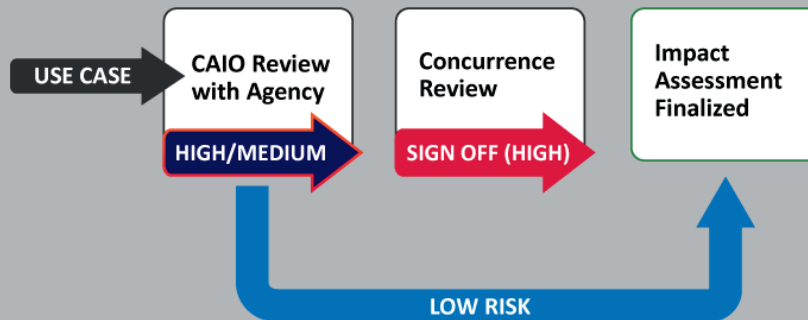 USE CASE
CAIO Review
with Agency
HIGH/MEDIUM
Concurrence
Review
SIGN OFF (HIGH)
Impact
Assessment
Finalized
LOW RISK